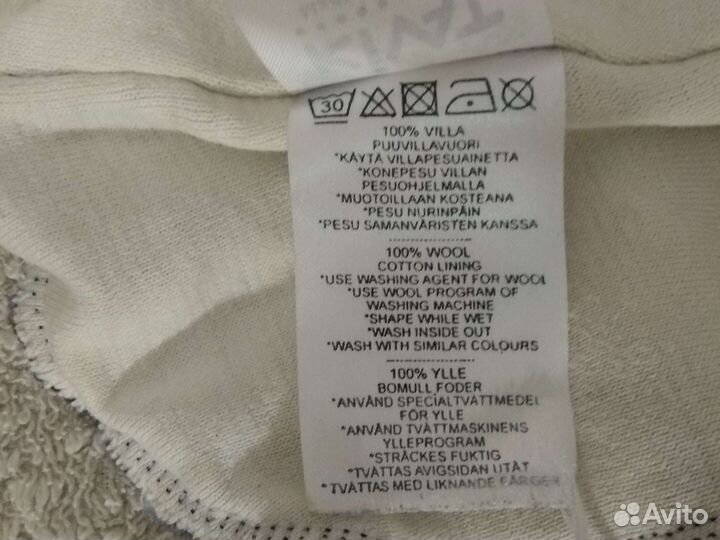 30
100% VILLA
PUUVILLAVUORI
*KÄYTÄ VILLAPESUAINETTA
*KONEPESU VILLAN
PESUOHJELMALLA
*MUOTOILLAAN KOSTEANA
*PESU NURINPÄIN
*PESU SAMANVÄRISTEN KANSSA
100% WOOL
COTTON LINING
*USE WASHING AGENT FOR WOOL
*USE WOOL PROGRAM OF
WASHING MACHINE
*SHAPE WHILE WET
*WASH INSIDE OUT
*WASH WITH SIMILAR COLOURS
100% YLLE
BOMULL FODER
*ANVÄND SPECIALTVÄTTMEDEL
FÖR YLLE
*ANVÄND TVÄTTMASKINENS
YLLEPROGRAM
*STRÄCKES FUKTIG
*TVÄTTAS AVIGSIDAN UTÅT
*TVÄTTAS MED LIKNANDE FÄRGER
Avito